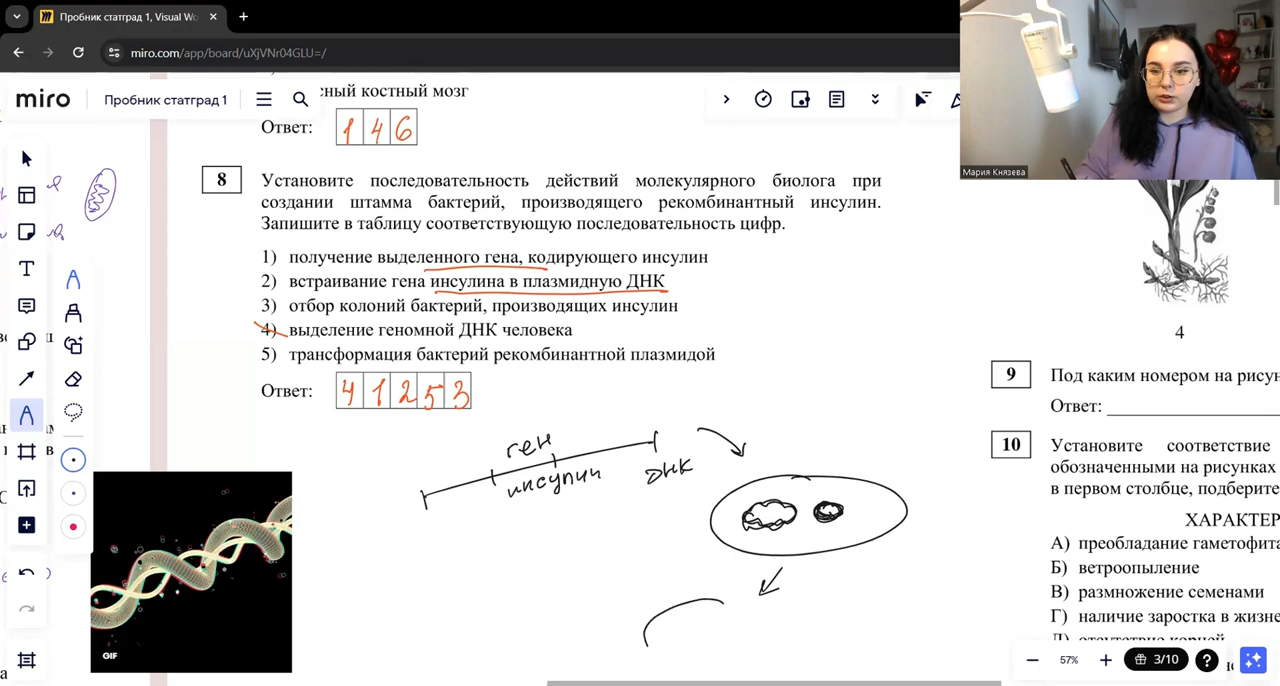 Пробник статград 1, Visual Wo
miro.com/app/board/uXjVNr04GLU=/
miro
Пробник статград 1
сный костный мозг
Ответ: 1 4 6
8
Установите последовательность действий молекулярного биолога при
создании штамма бактерий, производящего рекомбинантный инсулин.
Запишите в таблицу соответствующую последовательность цифр.
1) получение выделенного гена, кодирующего инсулин
2) встраивание гена инсулина в плазмидную ДНК
3) отбор колоний бактерий, производящих инсулин
4) выделение геномной ДНК человека
5) трансформация бактерий рекомбинантной плазмидой
Ответ: 4 1 2 5 3
ген
инсулин
ДНК
GIF
Мария Князева
4
9
Под каким номером на рисун
Ответ:
10
Установите соответствие
обозначенными на рисунках
в первом столбце, подберите
ХАРАКТЕР
А) преобладание гаметофита
Б) ветроопыление
В) размножение семенами
Г) наличие заростка в жизне
57%
3/10